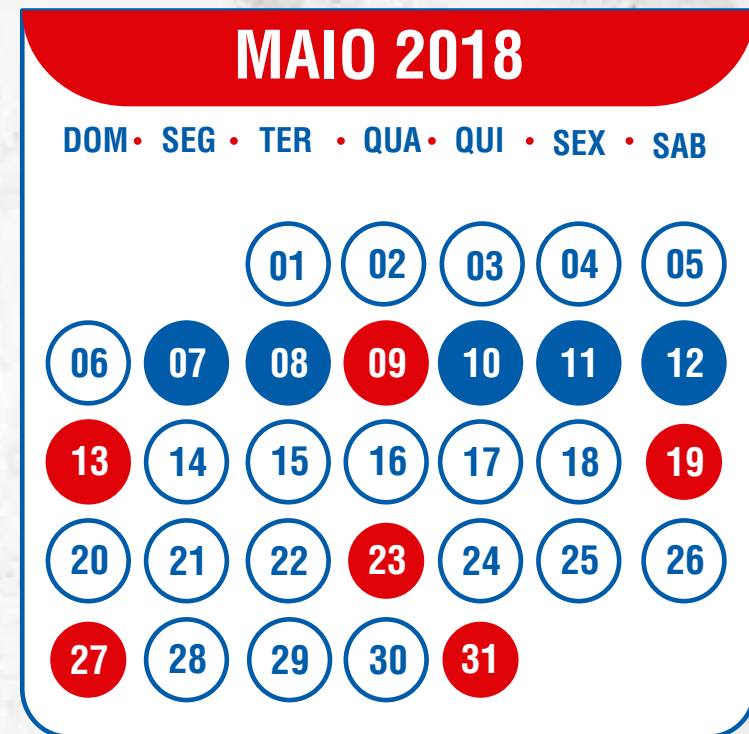 MAIO 2018
DOM • SEG • TER • QUA • QUI • SEX • SAB
01 02 03 04 05
06 07 08 09 10 11 12
13 14 15 16 17 18 19
20 21 22 23 24 25 26
27 28 29 30 31